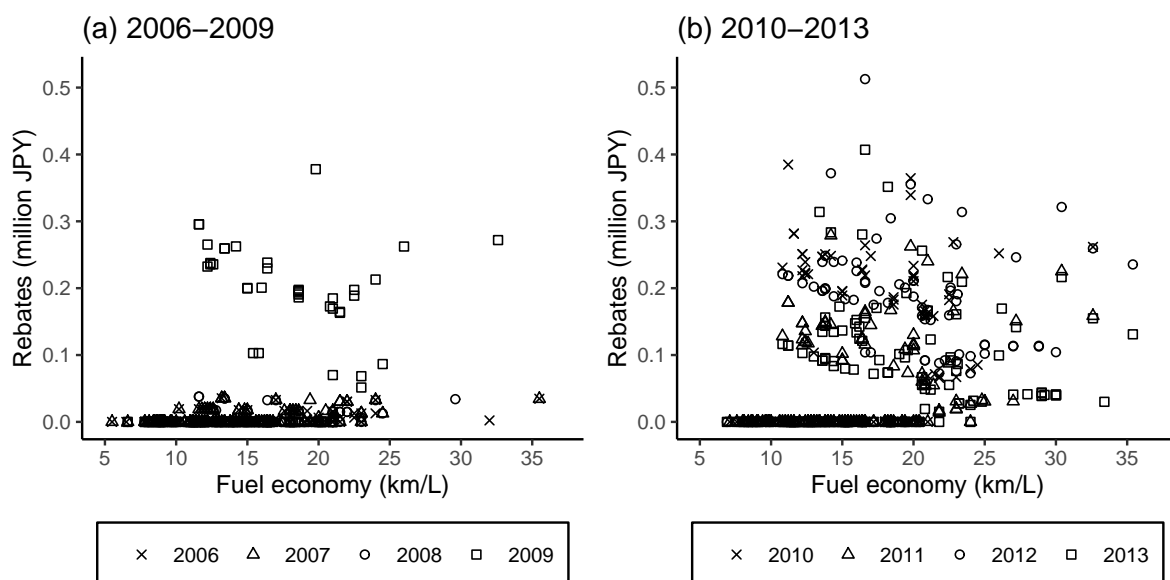 (a) 2006–2009
Rebates (million JPY)
0.5
0.4
0.3
0.2
0.1
0.0
5 10 15 20 25 30 35
Fuel economy (km/L)
2006 2007 2008 2009
(b) 2010–2013
Rebates (million JPY)
0.5
0.4
0.3
0.2
0.1
0.0
5 10 15 20 25 30 35
Fuel economy (km/L)
2010 2011 2012 2013